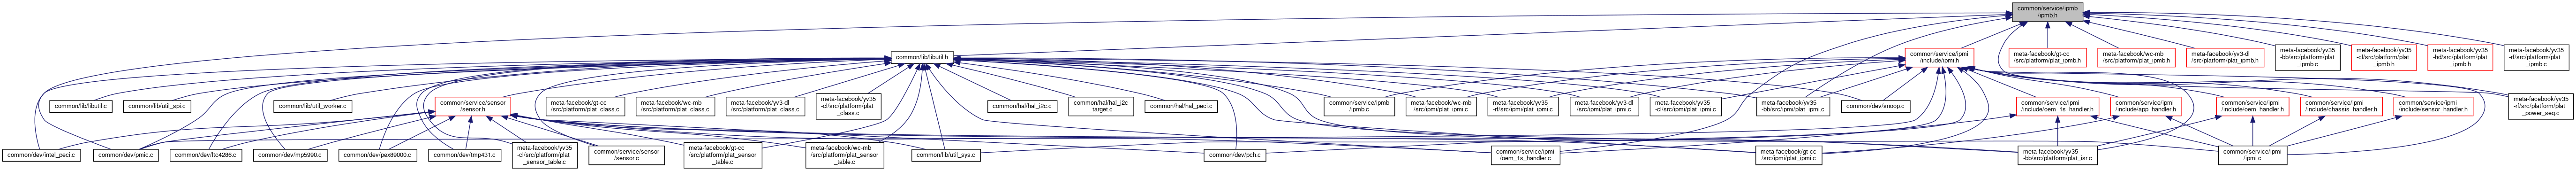 common/service/ipmb
/ipmb.h
common/lib/libutil.h
common/service/ipmi
/include/ipmi.h
meta-facebook/gt-cc
/src/platform/plat_ipmb.h
meta-facebook/wc-mb
/src/platform/plat_ipmb.h
meta-facebook/yv3-dl
/src/platform/plat_ipmb.h
meta-facebook/yv35
-bb/src/platform/plat
_ipmb.h
meta-facebook/yv35
-cl/src/platform/plat
_ipmb.h
meta-facebook/yv35
-hd/src/platform/plat
_ipmb.h
meta-facebook/yv35
-rf/src/platform/plat
_ipmb.h
common/lib/libutil.c
common/lib/util_spi.c
common/lib/util_worker.c
common/service/sensor
/sensor.h
meta-facebook/gt-cc
/src/platform/plat_class.c
meta-facebook/wc-mb
/src/platform/plat_class.c
meta-facebook/yv3-dl
/src/platform/plat_class.c
meta-facebook/yv35
-cl/src/platform/plat
_class.c
common/hal/hal_i2c.c
common/hal/hal_i2c
_target.c
common/hal/hal_peci.c
common/service/ipmb
/ipmb.c
meta-facebook/wc-mb
/src/ipmi/plat_ipmi.c
meta-facebook/yv35
-rf/src/ipmi/plat_ipmi.c
meta-facebook/yv3-dl
/src/ipmi/plat_ipmi.c
meta-facebook/yv35
-cl/src/ipmi/plat_ipmi.c
meta-facebook/yv35
-bb/src/ipmi/plat_ipmi.c
common/dev/snoop.c
common/service/ipmi
/include/oem_1s_handler.h
common/service/ipmi
/include/app_handler.h
common/service/ipmi
/include/oem_handler.h
common/service/ipmi
/include/chassis_handler.h
common/service/ipmi
/include/sensor_handler.h
meta-facebook/yv35
-rf/src/platform/plat
_power_seq.c
common/dev/intel_peci.c
common/dev/pmic.c
common/dev/ltc4286.c
common/dev/mp5990.c
common/dev/pex89000.c
common/dev/tmp431.c
meta-facebook/yv35
-cl/src/platform/plat
_sensor_table.c
common/service/sensor
/sensor.c
meta-facebook/gt-cc
/src/platform/plat_sensor
_table.c
meta-facebook/wc-mb
/src/platform/plat_sensor
_table.c
common/lib/util_sys.c
common/dev/pch.c
common/service/ipmi
/oem_1s_handler.c
meta-facebook/gt-cc
/src/ipmi/plat_ipmi.c
meta-facebook/yv35
-bb/src/platform/plat_isr.c
common/service/ipmi
/ipmi.c